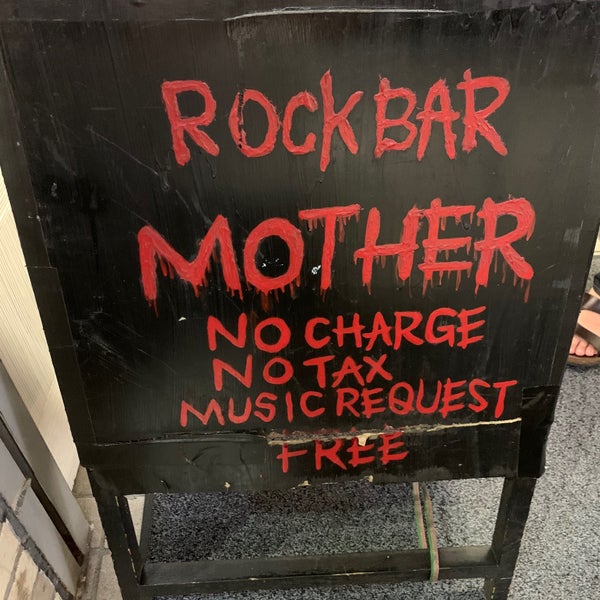 ROCK BAR
MOTHER
NO CHARGE
NO TAX
MUSIC REQUEST
FREE